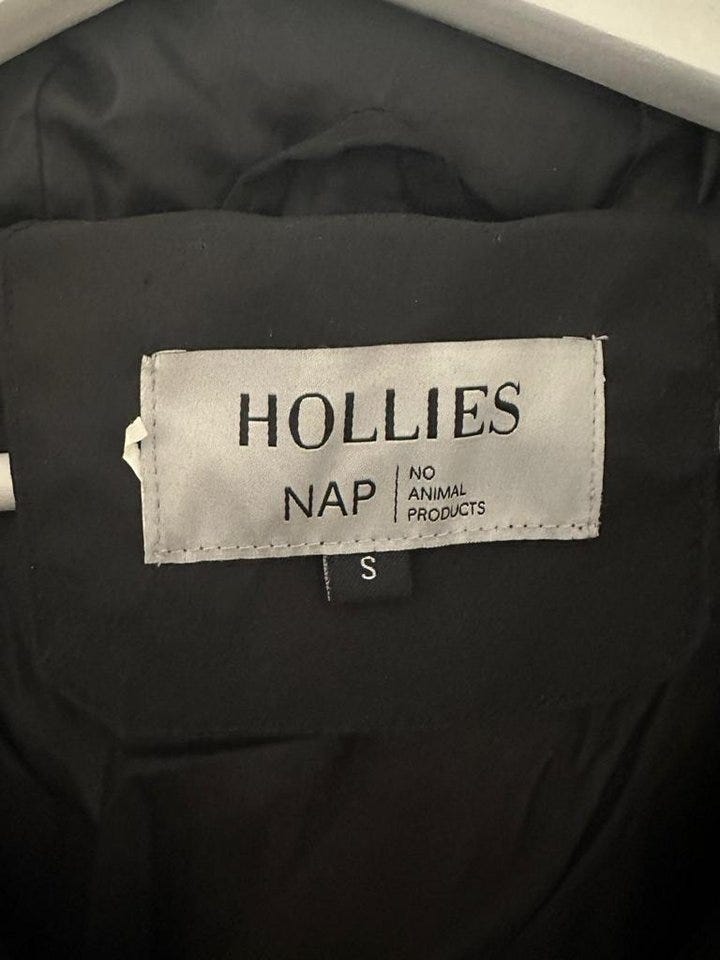 HOLLIES
NAP
NO
ANIMAL
PRODUCTS
S